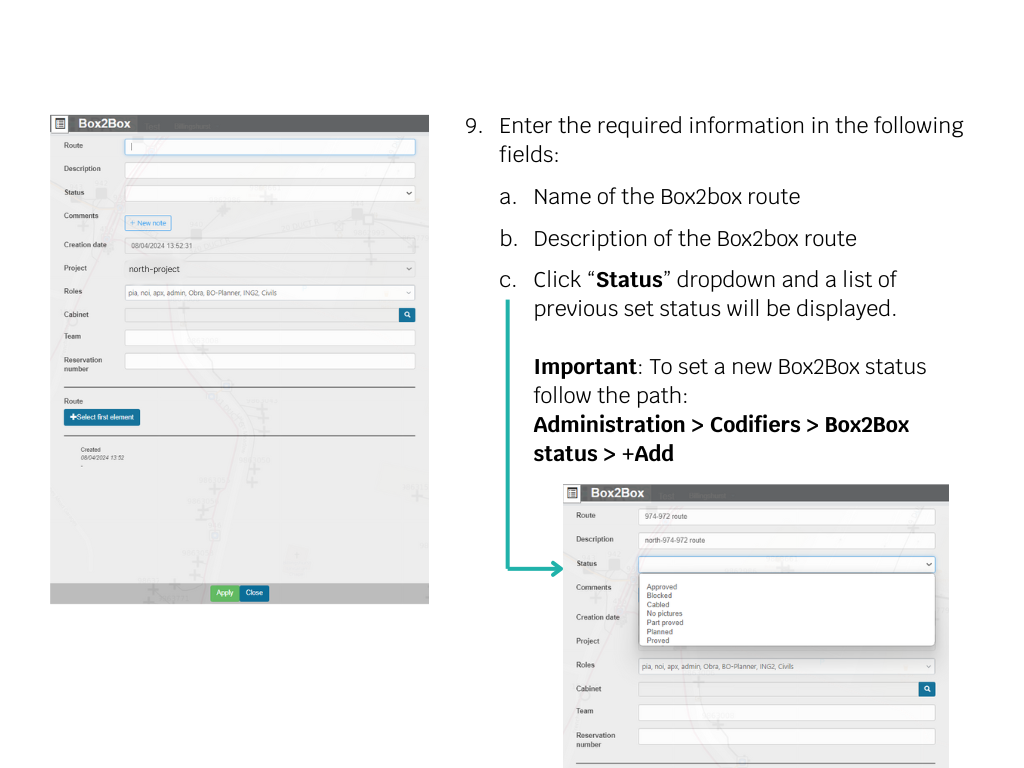 Box2Box
Route
Description
Status
Comments
+ New note
Creation date
08/04/2024 13:52:31
Project
north-project
Roles
pia, noi, apx, admin, Obra, BO-Planner, ING2, Civils
Cabinet
Team
Reservation
number
Route
+Select first element
Created
08/04/2024 13:52
-
Apply
Close
9. Enter the required information in the following
fields:
a. Name of the Box2box route
b. Description of the Box2box route
c. Click “Status” dropdown and a list of
previous set status will be displayed.
Important: To set a new Box2Box status
follow the path:
Administration > Codifiers > Box2Box
status > +Add
Box2Box
Route
974-972 route
Description
north-974-972 route
Status
Approved
Blocked
Cabled
No pictures
Part proved
Planned
Proved
Comments
Creation date
Project
Roles
pia, noi, apx, admin, Obra, BO-Planner, ING2, Civils
Cabinet
Team
Reservation
number